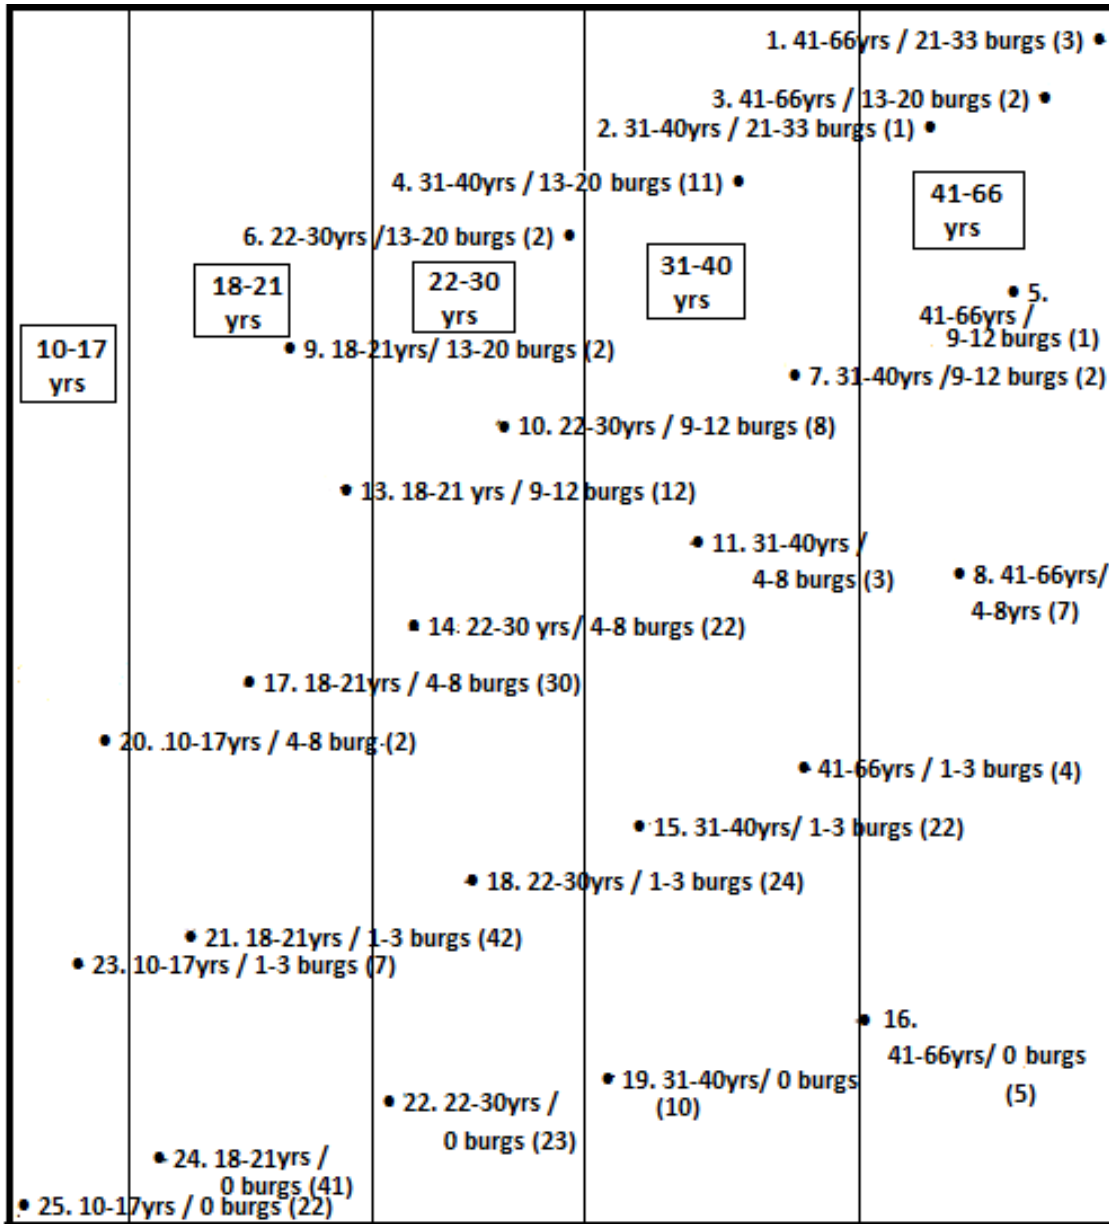 1. 41-66yrs / 21-33 burgs (3)
3. 41-66yrs / 13-20 burgs (2)
2. 31-40yrs / 21-33 burgs (1)
4. 31-40yrs / 13-20 burgs (11)
41-66
yrs
6. 22-30yrs /13-20 burgs (2)
31-40
yrs
18-21
yrs
22-30
yrs
5.
41-66yrs /
9-12 burgs (1)
10-17
yrs
9. 18-21yrs/ 13-20 burgs (2)
7. 31-40yrs /9-12 burgs (2)
10. 22-30yrs / 9-12 burgs (8)
13. 18-21 yrs / 9-12 burgs (12)
11. 31-40yrs /
4-8 burgs (3)
8. 41-66yrs/
4-8yrs (7)
14. 22-30 yrs/ 4-8 burgs (22)
17. 18-21yrs / 4-8 burgs (30)
20. .10-17yrs / 4-8 burg-(2)
41-66yrs / 1-3 burgs (4)
15. 31-40yrs/ 1-3 burgs (22)
18. 22-30yrs / 1-3 burgs (24)
21. 18-21yrs / 1-3 burgs (42)
23. 10-17yrs / 1-3 burgs (7)
16.
41-66yrs/ 0 burgs
(5)
19. 31-40yrs/ 0 burgs
(10)
22. 22-30yrs /
0 burgs (23)
24. 18-21yrs /
0 burgs (41)
25. 10-17yrs / 0 burgs (22)